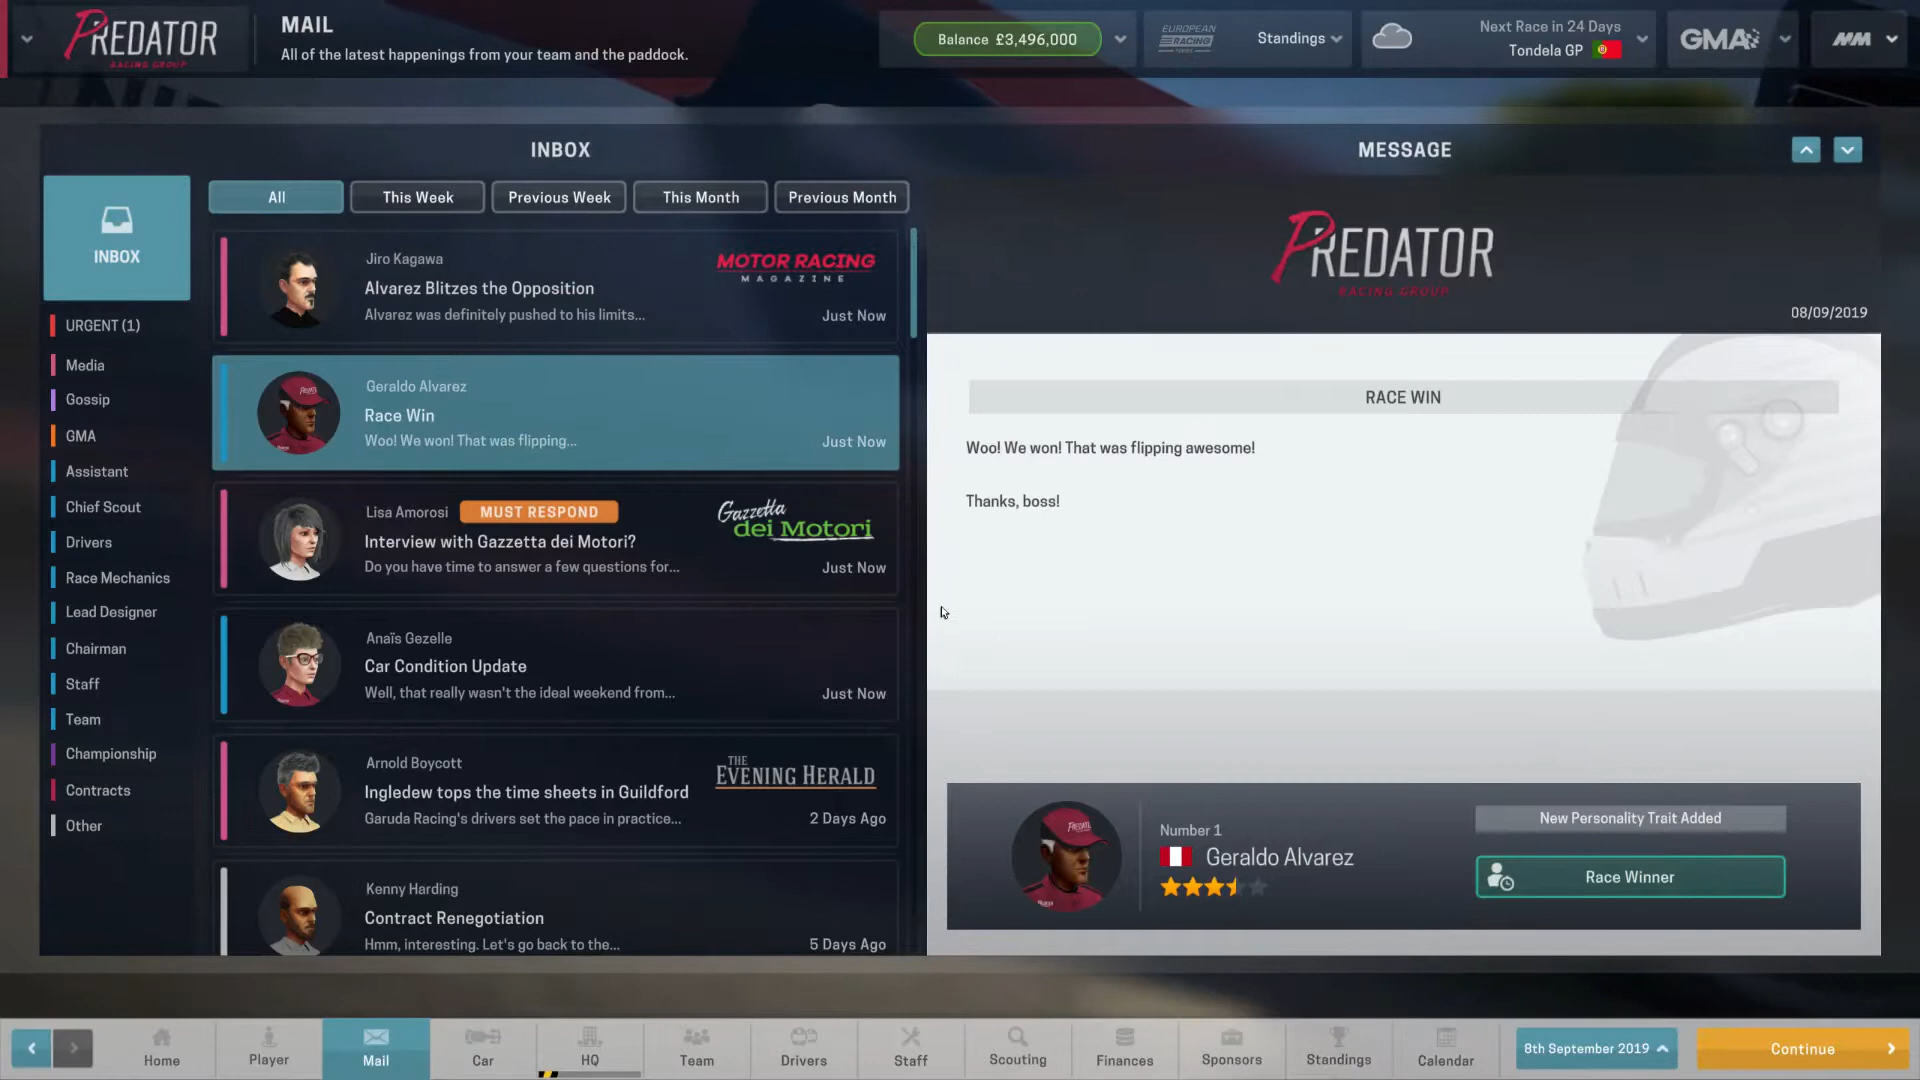 PREDATOR
RACING GROUP
MAIL
All of the latest happenings from your team and the paddock.
Balance £3,496,000
EUROPEAN
RACING
SERIES
Standings
Next Race in 24 Days
Tondela GP
GMA
MM
INBOX
MESSAGE
INBOX
URGENT (1)
Media
Gossip
GMA
Assistant
Chief Scout
Drivers
Race Mechanics
Lead Designer
Chairman
Staff
Team
Championship
Contracts
Other
All
This Week
Previous Week
This Month
Previous Month
Jiro Kagawa
MOTOR RACING
MAGAZINE
Alvarez Blitzes the Opposition
Alvarez was definitely pushed to his limits...
Just Now
Geraldo Alvarez
Race Win
Woo! We won! That was flipping...
Just Now
Lisa Amorosi
MUST RESPOND
Gazzetta
dei Motori
Interview with Gazzetta dei Motori?
Do you have time to answer a few questions for...
Just Now
Anaïs Gezelle
Car Condition Update
Well, that really wasn't the ideal weekend from...
Just Now
Arnold Boycott
THE
EVENING HERALD
Ingledew tops the time sheets in Guildford
Garuda Racing's drivers set the pace in practice...
2 Days Ago
Kenny Harding
Contract Renegotiation
Hmm, interesting. Let's go back to the...
5 Days Ago
PREDATOR
RACING GROUP
08/09/2019
RACE WIN
Woo! We won! That was flipping awesome!
Thanks, boss!
Number 1
Geraldo Alvarez
New Personality Trait Added
Race Winner
Home
Player
Mail
Car
HQ
Team
Drivers
Staff
Scouting
Finances
Sponsors
Standings
Calendar
8th September 2019
Continue